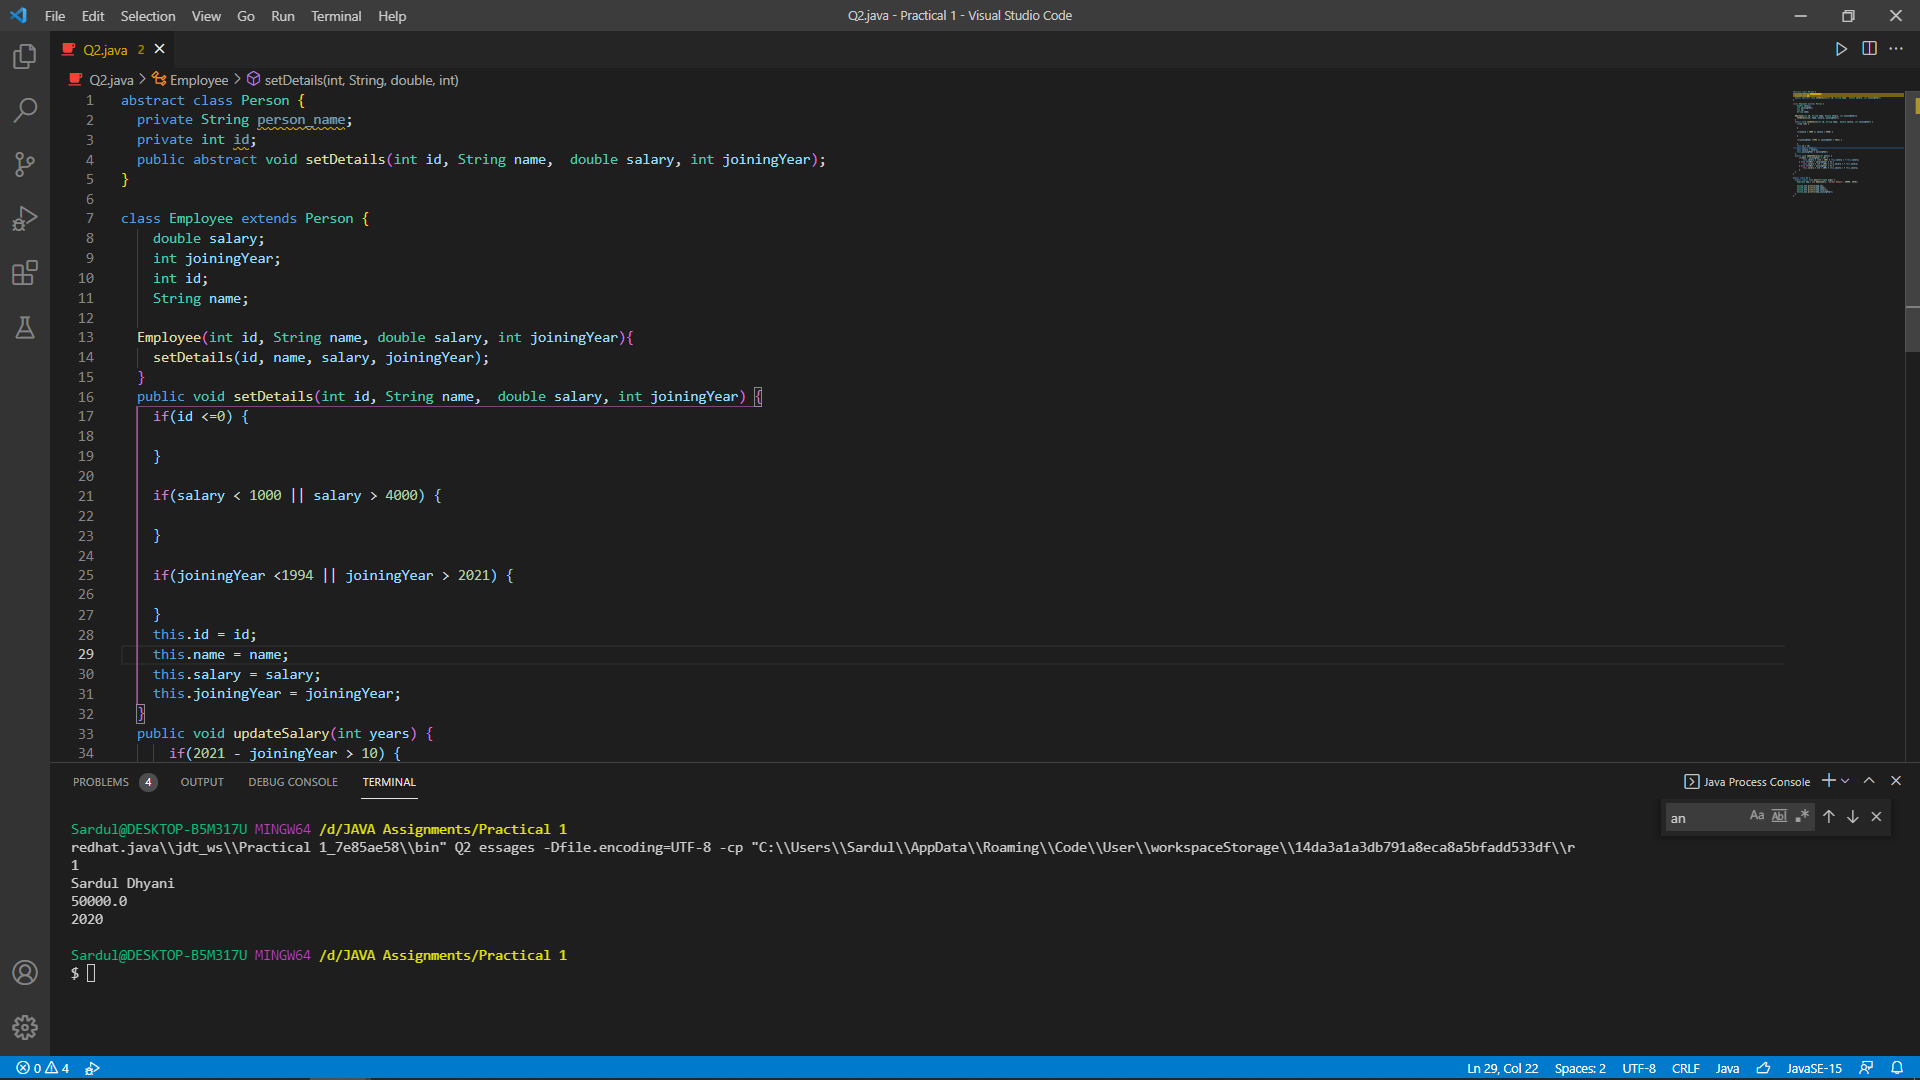 File Edit Selection View Go Run Terminal Help
Q2.java - Practical 1 - Visual Studio Code
Q2.java 2
Q2.java > Employee > setDetails(int, String, double, int)
1 abstract class Person {
2 private String person_name;
3 private int id;
4 public abstract void setDetails(int id, String name,  double salary, int joiningYear);
5 }
6
7 class Employee extends Person {
8 double salary;
9 int joiningYear;
10 int id;
11 String name;
12
13 Employee(int id, String name, double salary, int joiningYear){
14 setDetails(id, name, salary, joiningYear);
15 }
16 public void setDetails(int id, String name,  double salary, int joiningYear) {
17 if(id <=0) {
18
19 }
20
21 if(salary < 1000 || salary > 4000) {
22
23 }
24
25 if(joiningYear <1994 || joiningYear > 2021) {
26
27 }
28 this.id = id;
29 this.name = name;
30 this.salary = salary;
31 this.joiningYear = joiningYear;
32 }
33 public void updateSalary(int years) {
34 if(2021 - joiningYear > 10) {
PROBLEMS 4 OUTPUT DEBUG CONSOLE TERMINAL
Java Process Console
an Aa Abl .*
Sardul@DESKTOP-B5M317U MINGW64 /d/JAVA Assignments/Practical 1
redhat.java\\jdt_ws\\Practical 1_7e85ae58\\bin" Q2 essages -Dfile.encoding=UTF-8 -cp "C:\\Users\\Sardul\\AppData\\Roaming\\Code\\User\\workspaceStorage\\14da3a1a3db791a8eca8a5bfadd533df\\r
1
Sardul Dhyani
50000.0
2020
Sardul@DESKTOP-B5M317U MINGW64 /d/JAVA Assignments/Practical 1
$
0 4
Ln 29, Col 22 Spaces: 2 UTF-8 CRLF Java JavaSE-15